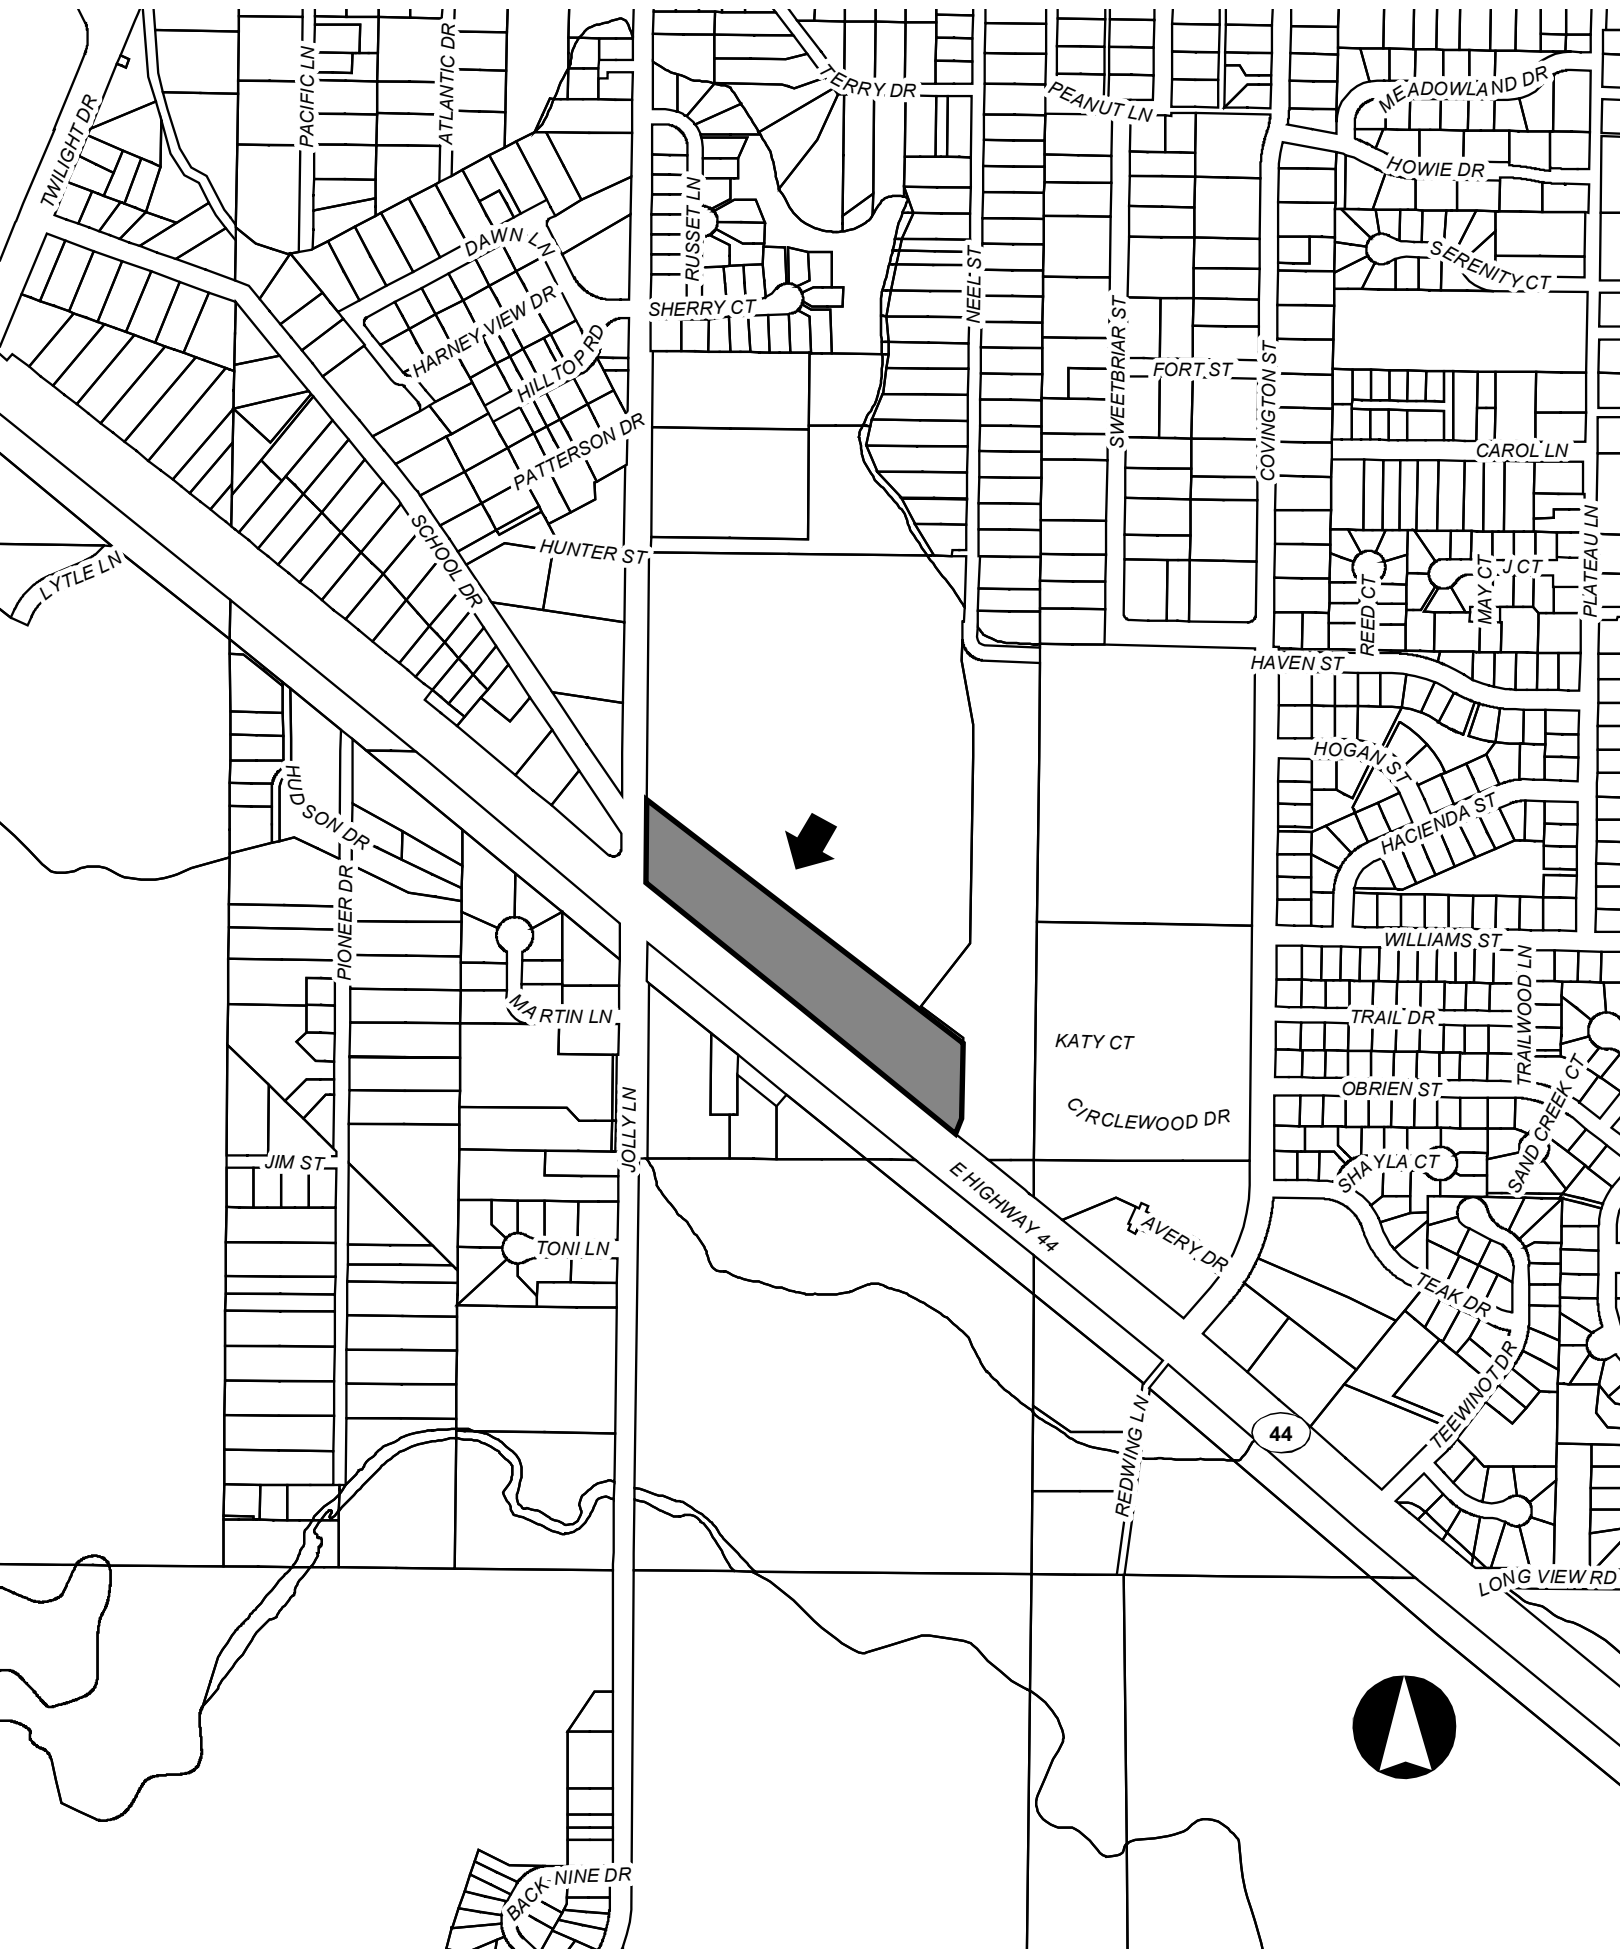 TWILIGHT DR
PACIFIC LN
ATLANTIC DR
TERRY DR
PEANUT LN
MEADOWLAND DR
HOWIE DR
RUSSET LN
DAWN LN
NEEL ST
SERENITY CT
HARNEY VIEW DR
SHERRY CT
SWEETBRIAR ST
HILLTOP RD
FORT ST
COVINGTON ST
PATTERSON DR
CAROL LN
SCHOOL DR
HUNTER ST
PLATEAU LN
LYTLE LN
REED CT
MAY CT
J CT
HAVEN ST
HOGAN ST
HUDSON DR
HACIENDA ST
PIONEER DR
WILLIAMS ST
TRAILWOOD LN
MARTIN LN
TRAIL DR
KATY CT
OBRIEN ST
SAND CREEK CT
CIRCLEWOOD DR
JOLLY LN
JIM ST
SHAYLA CT
E HIGHWAY 44
AVERY DR
TONI LN
TEAK DR
TEEWINOT DR
REDWING LN
44
LONG VIEW RD
BACK NINE DR